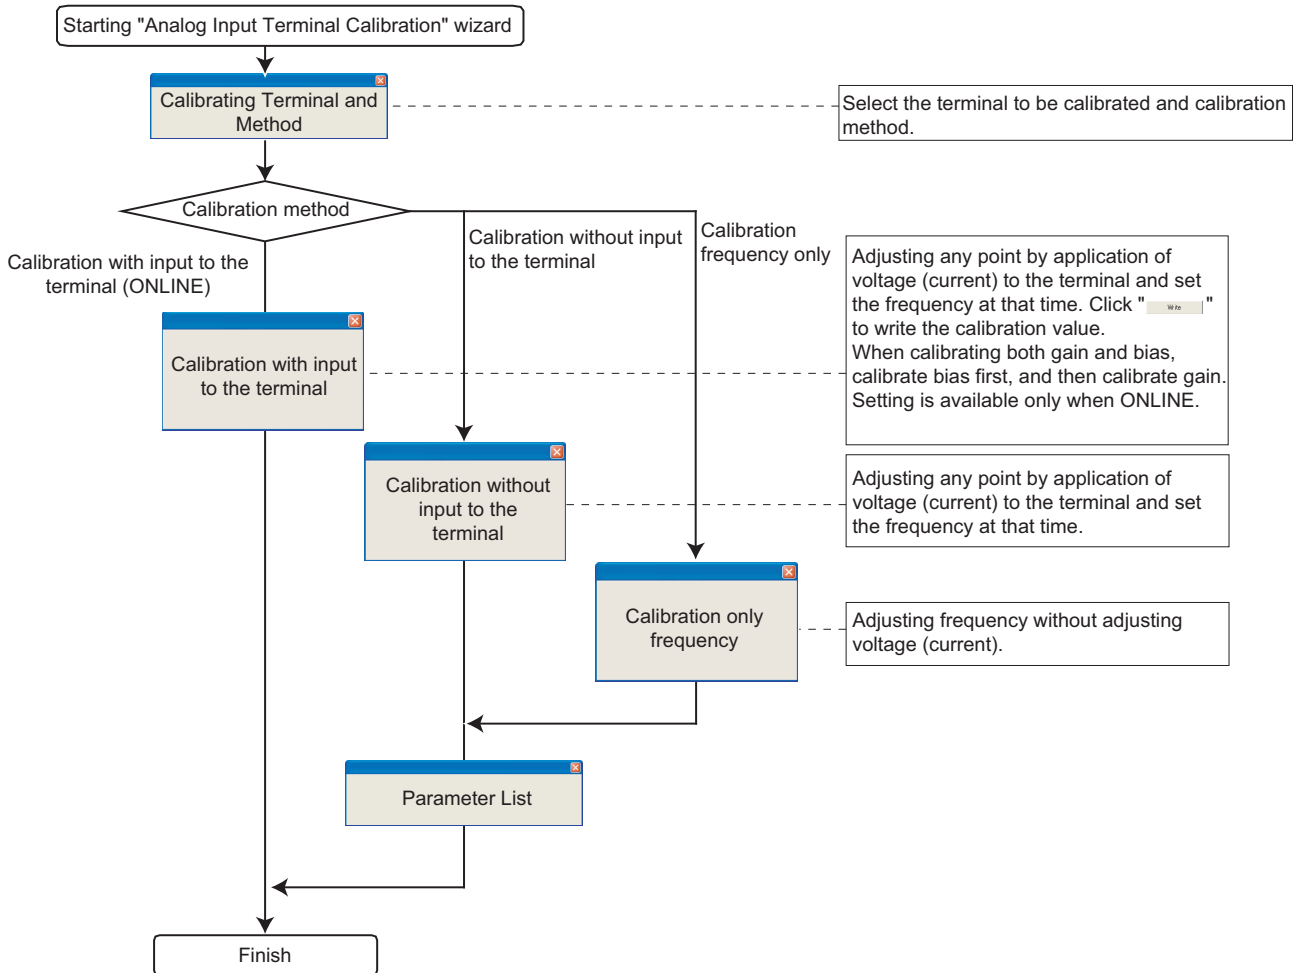 Starting "Analog Input Terminal Calibration" wizard
Calibrating Terminal and
Method
Select the terminal to be calibrated and calibration
method.
Calibration method
Calibration with input to the
terminal (ONLINE)
Calibration without input
to the terminal
Calibration
frequency only
Adjusting any point by application of
voltage (current) to the terminal and set
the frequency at that time. Click " Write "
to write the calibration value.
When calibrating both gain and bias,
calibrate bias first, and then calibrate gain.
Setting is available only when ONLINE.
Calibration with input
to the terminal
Calibration without
input to the
terminal
Adjusting any point by application of
voltage (current) to the terminal and set
the frequency at that time.
Calibration only
frequency
Adjusting frequency without adjusting
voltage (current).
Parameter List
Finish